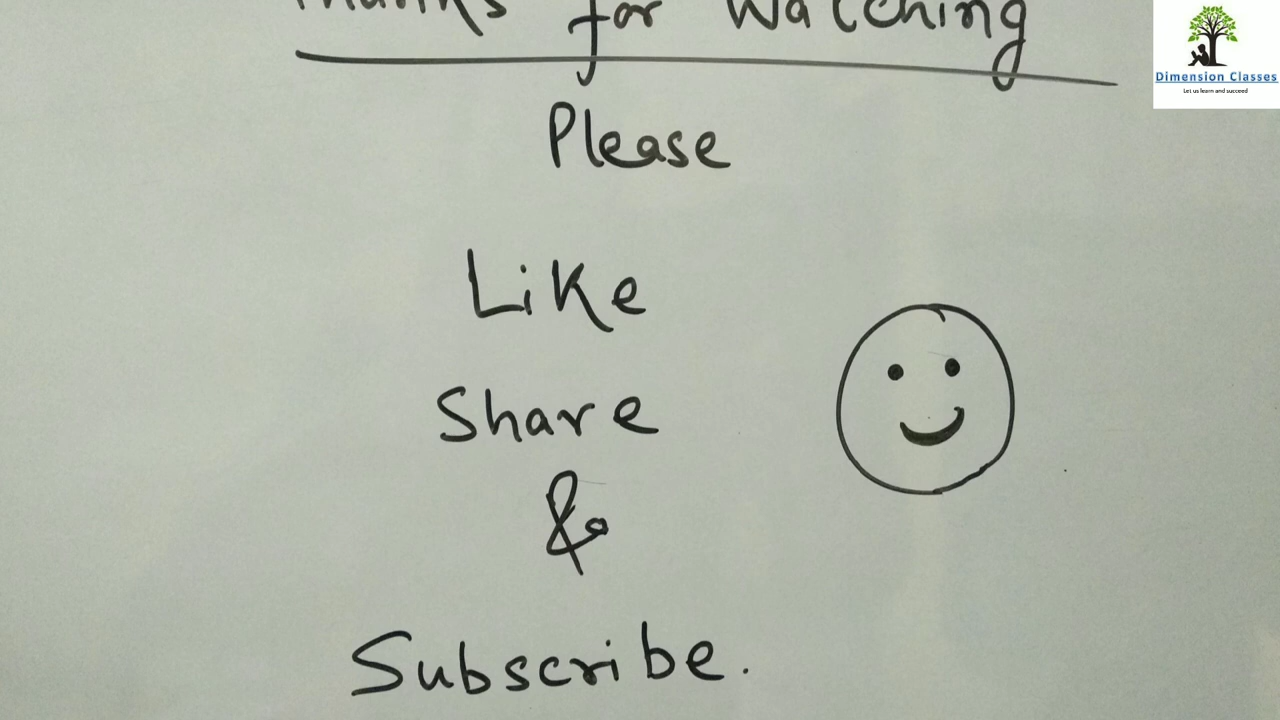 Thanks for Watching
Please
Like
Share
&
Subscribe.
Dimension Classes
Let us learn and succeed